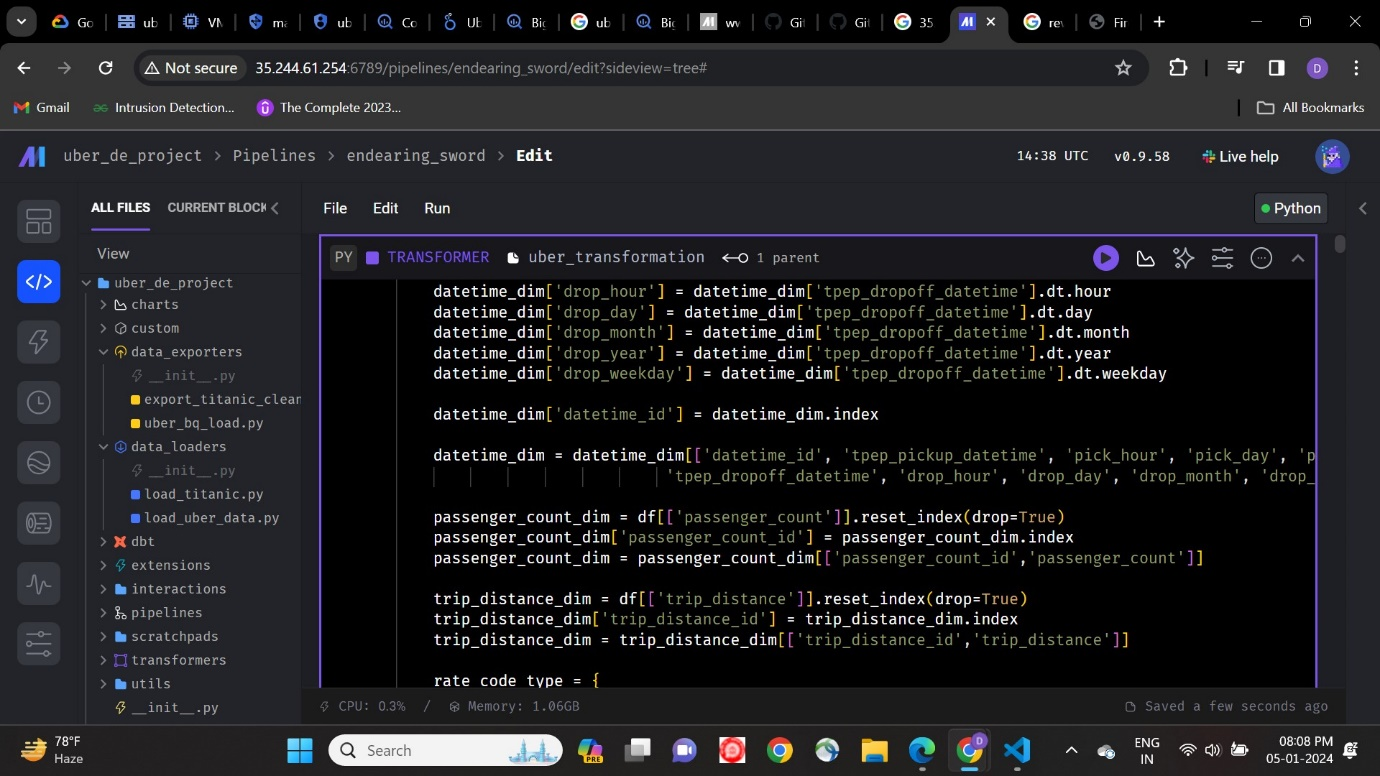 Go
ub
VM
ma
ub
Co
Ub
Big
ub
Big
wv
Git
Git
35
rev
Fir
Not secure
35.244.61.254:6789/pipelines/endearing_sword/edit?sideview=tree#
D
Gmail
Intrusion Detection...
The Complete 2023...
All Bookmarks
uber_de_project > Pipelines > endearing_sword > Edit
14:38 UTC
v0.9.58
Live help
ALL FILES
CURRENT BLOCK
File
Edit
Run
Python
View
uber_de_project
charts
custom
data_exporters
__init__.py
export_titanic_clean
uber_bq_load.py
data_loaders
__init__.py
load_titanic.py
load_uber_data.py
dbt
extensions
interactions
pipelines
scratchpads
transformers
utils
__init__.py
PY TRANSFORMER uber_transformation 1 parent
datetime_dim['drop_hour'] = datetime_dim['tpep_dropoff_datetime'].dt.hour
datetime_dim['drop_day'] = datetime_dim['tpep_dropoff_datetime'].dt.day
datetime_dim['drop_month'] = datetime_dim['tpep_dropoff_datetime'].dt.month
datetime_dim['drop_year'] = datetime_dim['tpep_dropoff_datetime'].dt.year
datetime_dim['drop_weekday'] = datetime_dim['tpep_dropoff_datetime'].dt.weekday
datetime_dim['datetime_id'] = datetime_dim.index
datetime_dim = datetime_dim[['datetime_id', 'tpep_pickup_datetime', 'pick_hour', 'pick_day', 'p
'tpep_dropoff_datetime', 'drop_hour', 'drop_day', 'drop_month', 'drop_
passenger_count_dim = df[['passenger_count']].reset_index(drop=True)
passenger_count_dim['passenger_count_id'] = passenger_count_dim.index
passenger_count_dim = passenger_count_dim[['passenger_count_id','passenger_count']]
trip_distance_dim = df[['trip_distance']].reset_index(drop=True)
trip_distance_dim['trip_distance_id'] = trip_distance_dim.index
trip_distance_dim = trip_distance_dim[['trip_distance_id','trip_distance']]
rate_code_type = {
CPU: 0.3% / Memory: 1.06GB
Saved a few seconds ago
78°F
Haze
Search
PRE
D
ENG
IN
08:08 PM
05-01-2024